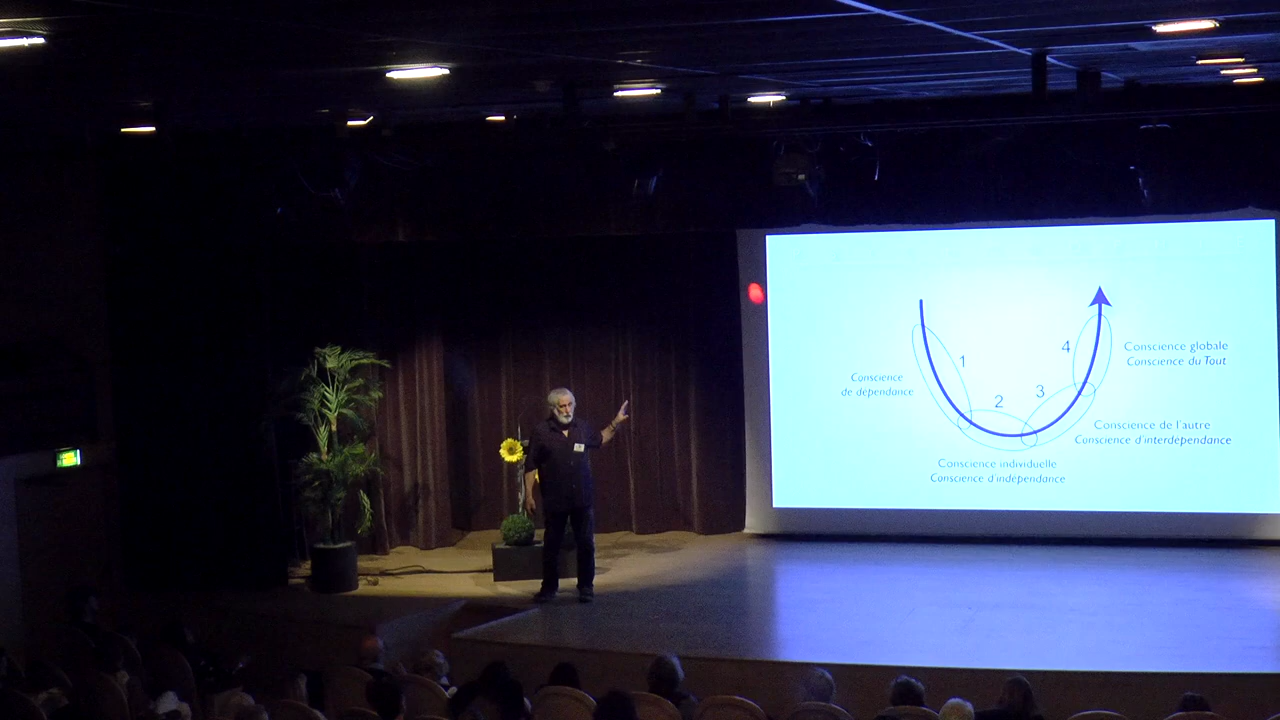 1
Conscience
de dépendance
2
Conscience individuelle
Conscience d'indépendance
3
Conscience de l'autre
Conscience d'interdépendance
4
Conscience globale
Conscience du Tout